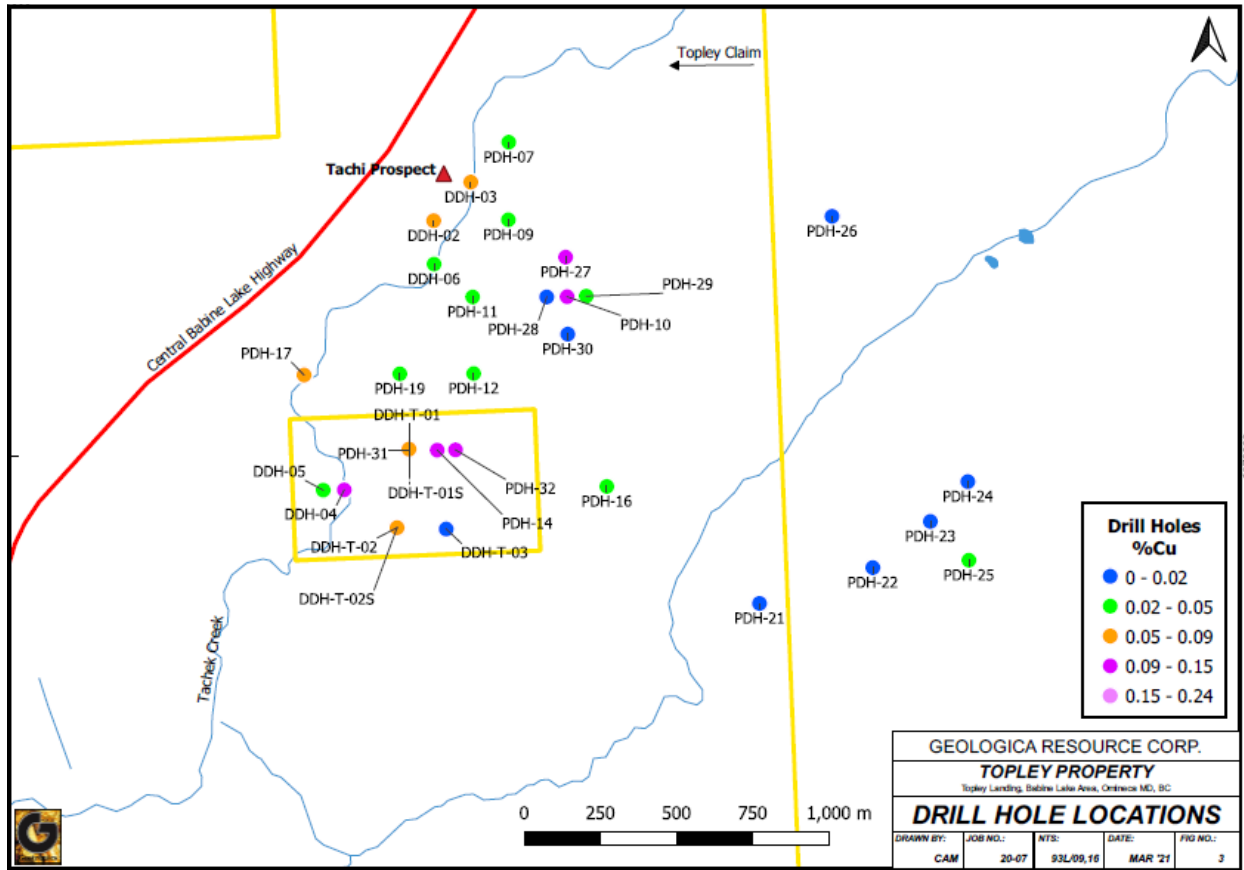 Topley Claim
PDH-07
Tachi Prospect
DDH-03
PDH-26
DDH-02
PDH-09
Central Babine Lake Highway
DDH-06
PDH-27
PDH-29
PDH-11
PDH-28
PDH-10
PDH-30
PDH-17
PDH-19
PDH-12
DDH-T-01
PDH-31
DDH-05
PDH-32
DDH-T-01S
PDH-16
PDH-24
DDH-04
PDH-14
PDH-23
DDH-T-02
DDH-T-03
PDH-22
PDH-25
DDH-T-02S
PDH-21
Tachek Creek
Drill Holes
%Cu
0 - 0.02
0.02 - 0.05
0.05 - 0.09
0.09 - 0.15
0.15 - 0.24
0 250 500 750 1,000 m
GEOLOGICA RESOURCE CORP.
TOPLEY PROPERTY
Topley Landing, Babine Lake Area, Omineca MD, BC
DRILL HOLE LOCATIONS
DRAWN BY: JOB NO.: NTS: DATE: FIG NO.:
CAM 20-07 93L/09,16 MAR '21 3